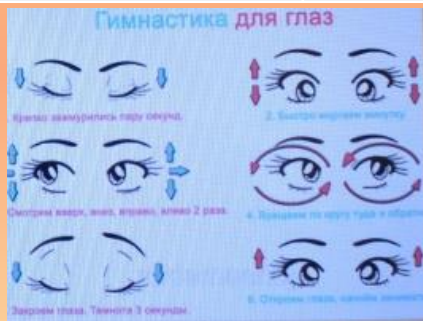 Гимнастика для глаз
Крепко зажмурились пару секунд.
2. Быстро моргаем минутку.
Смотрим вверх, вниз, вправо, влево 2 раза.
4. Вращаем по кругу туда и обратно
Закроем глаза. Темнота 3 секунды.
6. Откроем глаза,